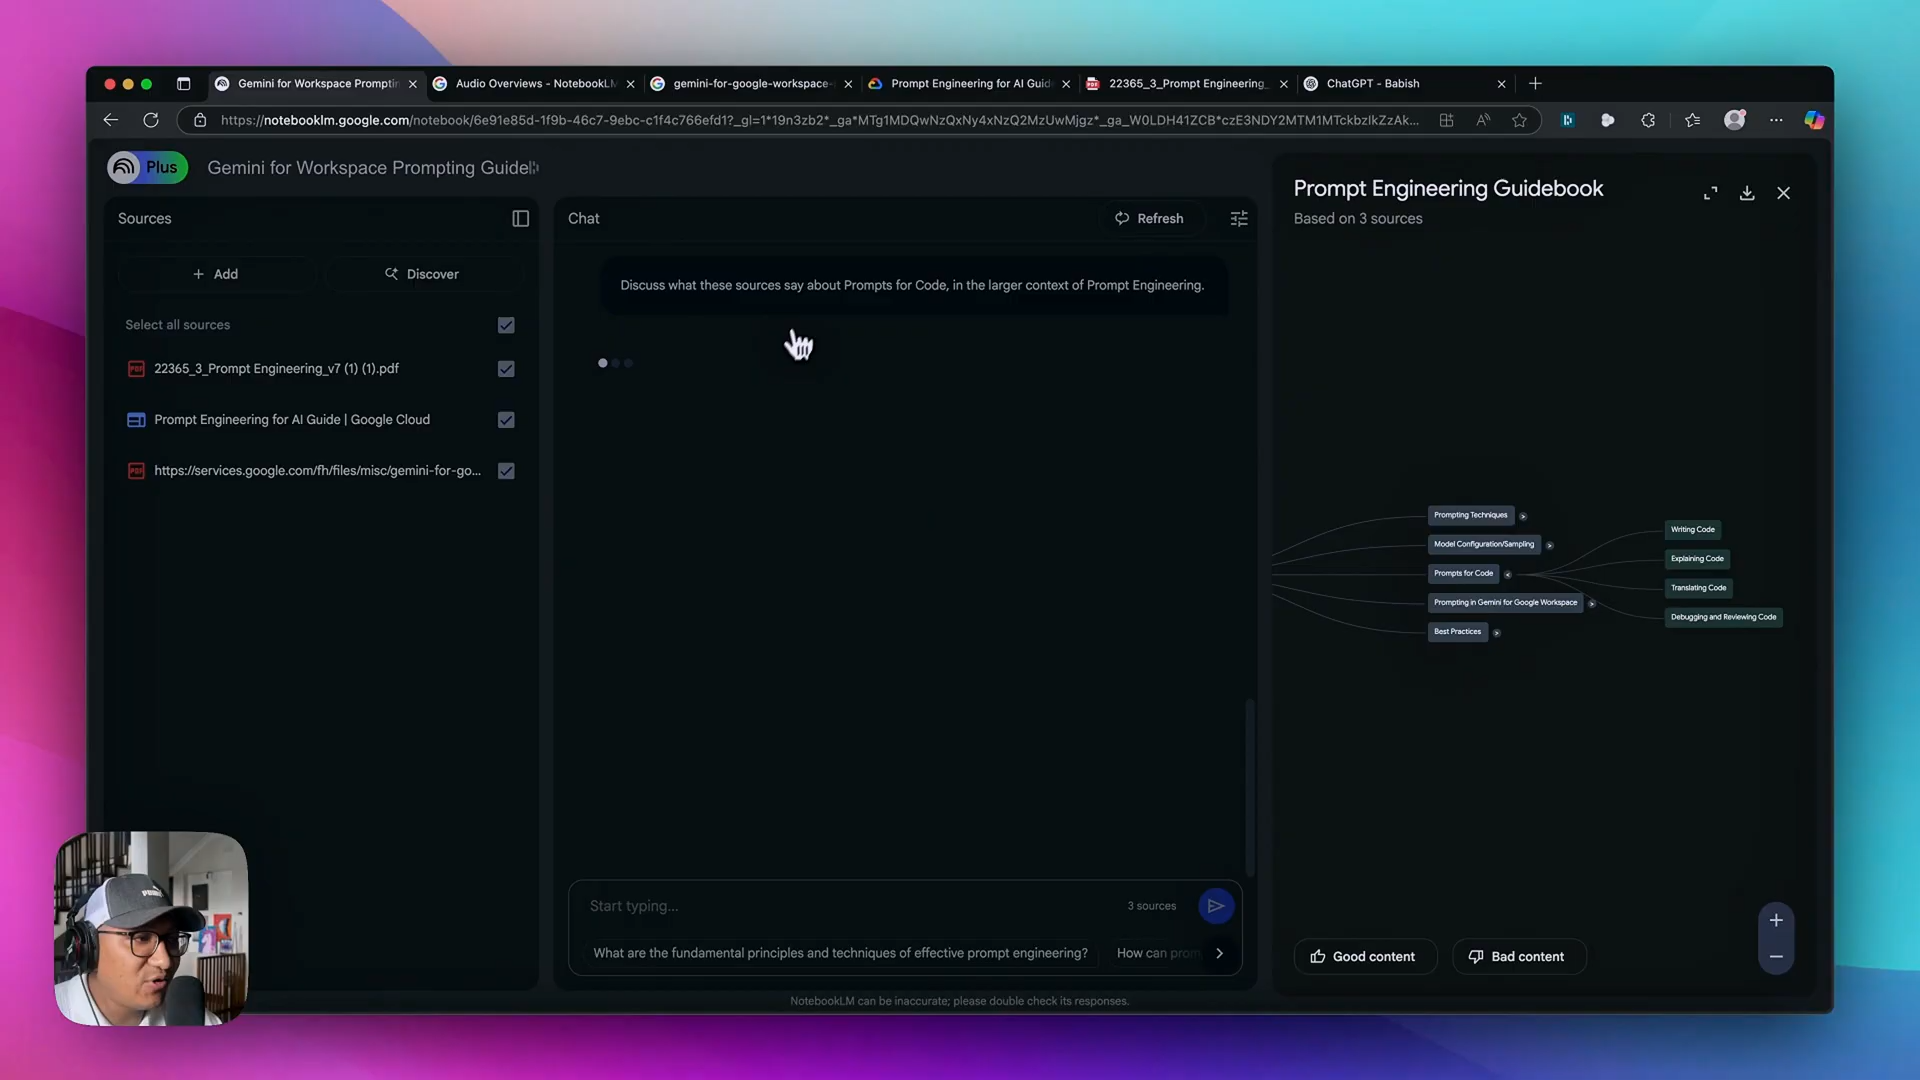 Gemini for Workspace Promptin
Audio Overviews - NotebookLM
gemini-for-google-workspace-
Prompt Engineering for AI Guid
22365_3_Prompt Engineering_
ChatGPT - Babish
https://notebooklm.google.com/notebook/6e91e85d-1f9b-46c7-9ebc-c1f4c766efd1?_gl=1*19n3zb2*_ga*MTg1MDQwNzQxNy4xNzQ2MzUwMjgz*_ga_W0LDH41ZCB*czE3NDY2MTM1MTckbzIkZzAk...
Plus
Gemini for Workspace Prompting Guide
Sources
Add
Discover
Select all sources
22365_3_Prompt Engineering_v7 (1) (1).pdf
Prompt Engineering for AI Guide | Google Cloud
https://services.google.com/fh/files/misc/gemini-for-go...
Chat
Refresh
Discuss what these sources say about Prompts for Code, in the larger context of Prompt Engineering.
Start typing...
3 sources
What are the fundamental principles and techniques of effective prompt engineering?
How can prom
NotebookLM can be inaccurate; please double check its responses.
Prompt Engineering Guidebook
Based on 3 sources
Prompting Techniques
Model Configuration/Sampling
Prompts for Code
Prompting in Gemini for Google Workspace
Best Practices
Writing Code
Explaining Code
Translating Code
Debugging and Reviewing Code
Good content
Bad content